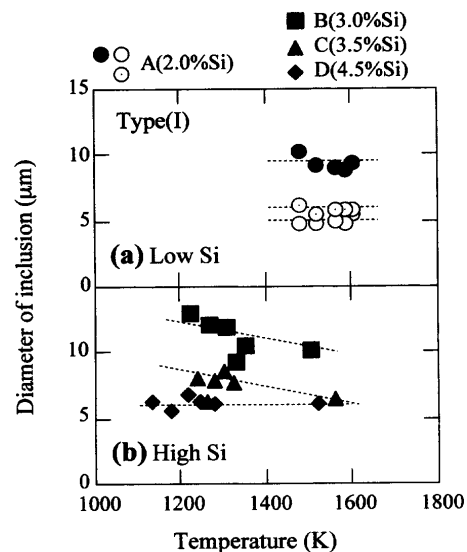 A(2.0%Si)
B(3.0%Si)
C(3.5%Si)
D(4.5%Si)
Type(I)
15
10
5
0
(a) Low Si
10
5
0
(b) High Si
Diameter of inclusion (μm)
1000 1200 1400 1600 1800
Temperature (K)